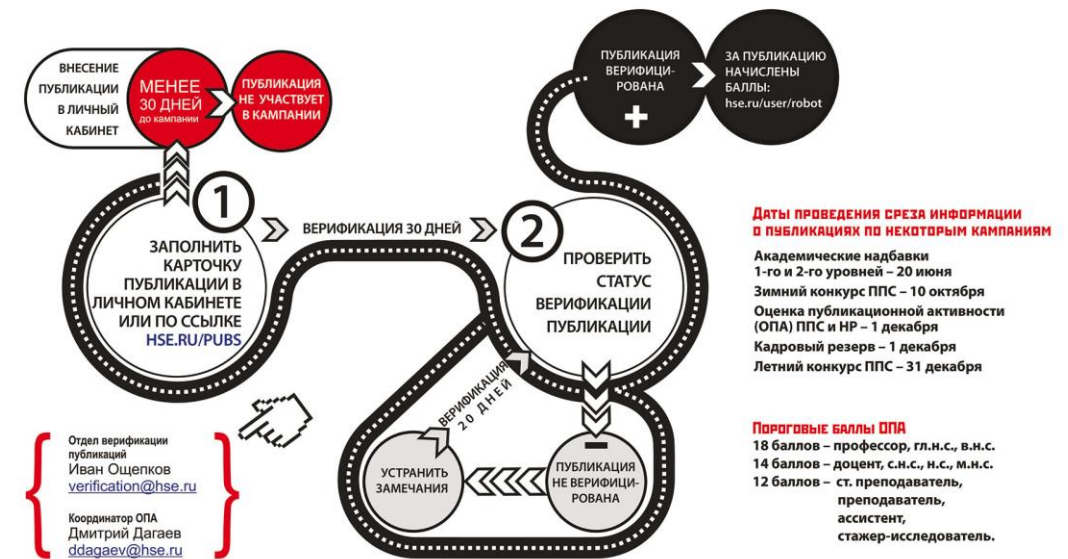 ВНЕСЕНИЕ
ПУБЛИКАЦИИ
В ЛИЧНЫЙ
КАБИНЕТ
МЕНЕЕ
30 ДНЕЙ
до кампании
ПУБЛИКАЦИЯ
НЕ УЧАСТВУЕТ
В КАМПАНИИ
1
ЗАПОЛНИТЬ
КАРТОЧКУ
ПУБЛИКАЦИИ В
ЛИЧНОМ КАБИНЕТЕ
ИЛИ ПО ССЫЛКЕ
HSE.RU/PUBS
ВЕРИФИКАЦИЯ 30 ДНЕЙ
2
ПРОВЕРИТЬ
СТАТУС
ВЕРИФИКАЦИИ
ПУБЛИКАЦИИ
ПУБЛИКАЦИЯ
ВЕРИФИЦИ-
РОВАНА
+
ЗА ПУБЛИКАЦИЮ
НАЧИСЛЕНЫ
БАЛЛЫ:
hse.ru/user/robot
ПУБЛИКАЦИЯ
НЕ ВЕРИФИЦИ-
РОВАНА
УСТРАНИТЬ
ЗАМЕЧАНИЯ
ВЕРИФИКАЦИЯ
20 ДНЕЙ
Отдел верификации
публикаций
Иван Ощепков
verification@hse.ru
Координатор ОПА
Дмитрий Дагаев
ddagaev@hse.ru
Даты проведения среза информации
о публикациях по некоторым кампаниям
Академические надбавки
1-го и 2-го уровней – 20 июня
Зимний конкурс ППС – 10 октября
Оценка публикационной активности
(ОПА) ППС и НР – 1 декабря
Кадровый резерв – 1 декабря
Летний конкурс ППС – 31 декабря
Пороговые баллы ОПА
18 баллов – профессор, гл.н.с., в.н.с.
14 баллов – доцент, с.н.с., н.с., м.н.с.
12 баллов – ст. преподаватель,
преподаватель,
ассистент,
стажер-исследователь.